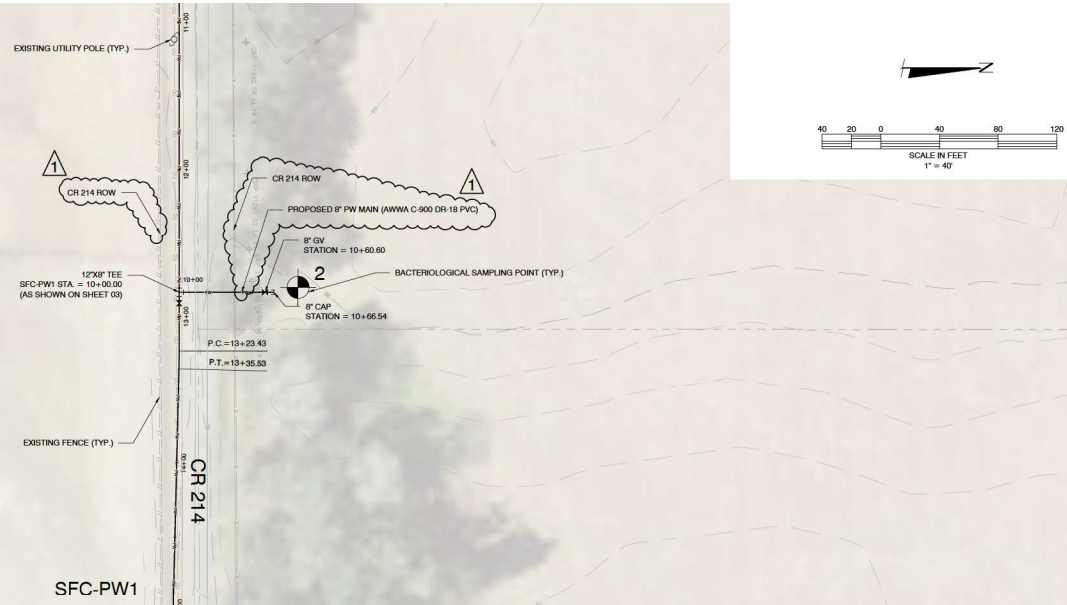 11+00
EXISTING UTILITY POLE (TYP.)
N
40 20 0 40 80 120
SCALE IN FEET
1" = 40'
1
12+00
CR 214 ROW
1
CR 214 ROW
PROPOSED 8" PW MAIN (AWWA C-900 DR-18 PVC)
8" GV
STATION = 10+60.60
12"X8" TEE
SFC-PW1 STA. = 10+00.00
(AS SHOWN ON SHEET 03)
10+00
2
BACTERIOLOGICAL SAMPLING POINT (TYP.)
8" CAP
STATION = 10+66.54
13+00
P.C.=13+23.43
P.T.=13+35.53
EXISTING FENCE (TYP.)
14+00
CR 214
SFC-PW1